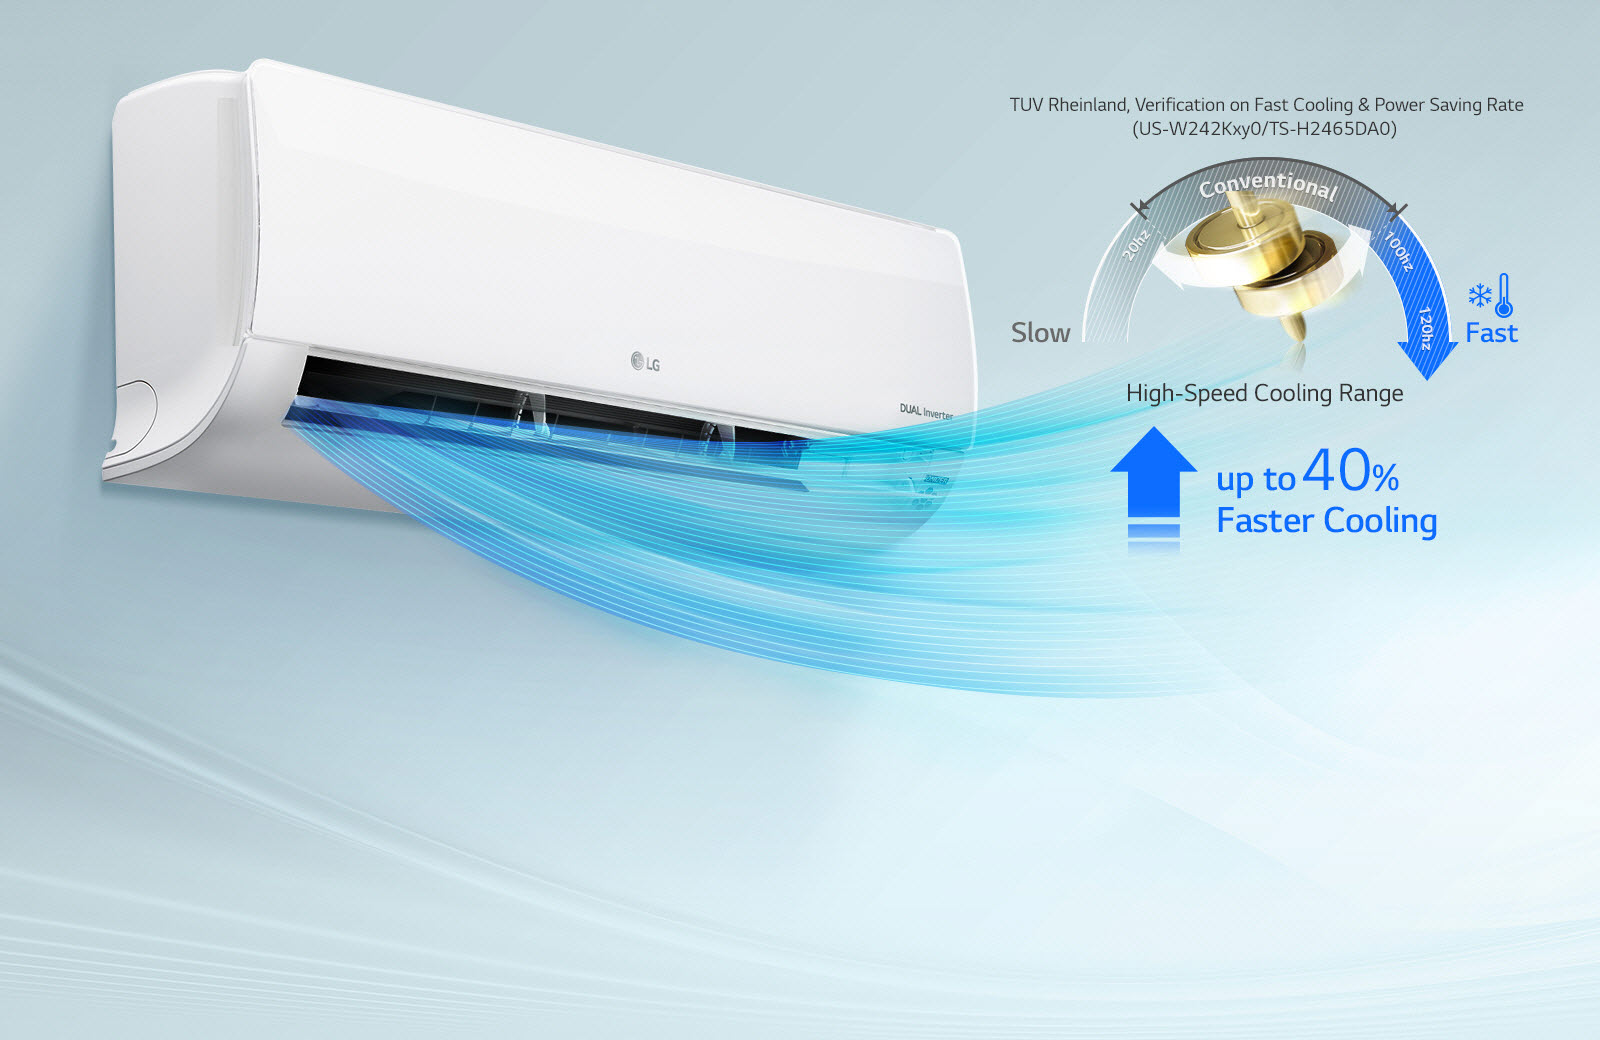 TUV Rheinland, Verification on Fast Cooling & Power Saving Rate
(US-W242Kxy0/TS-H2465DA0)
Conventional
20hz
100hz
120hz
Slow
Fast
High-Speed Cooling Range
LG
DUAL Inverter
up to 40%
Faster Cooling